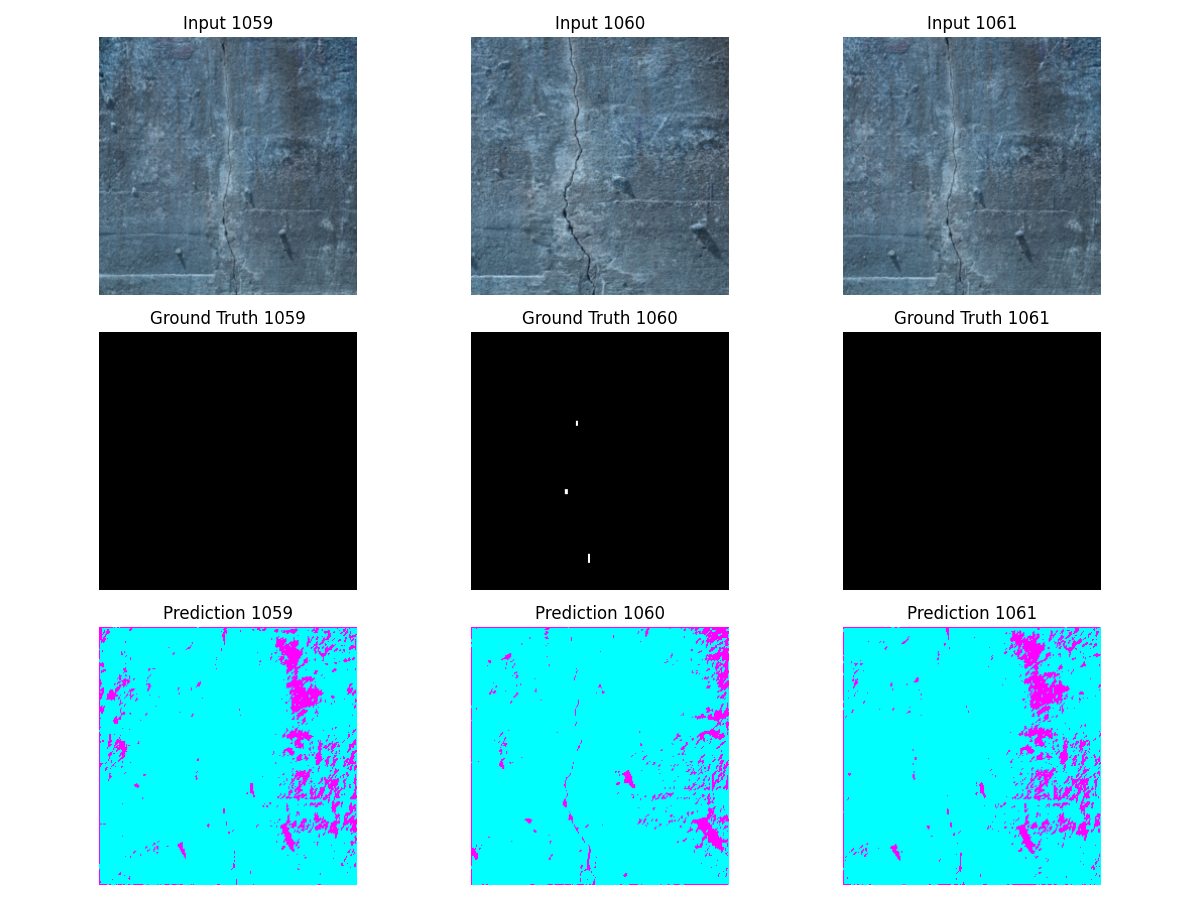 Input 1059
Input 1060
Input 1061
Ground Truth 1059
Ground Truth 1060
Ground Truth 1061
Prediction 1059
Prediction 1060
Prediction 1061